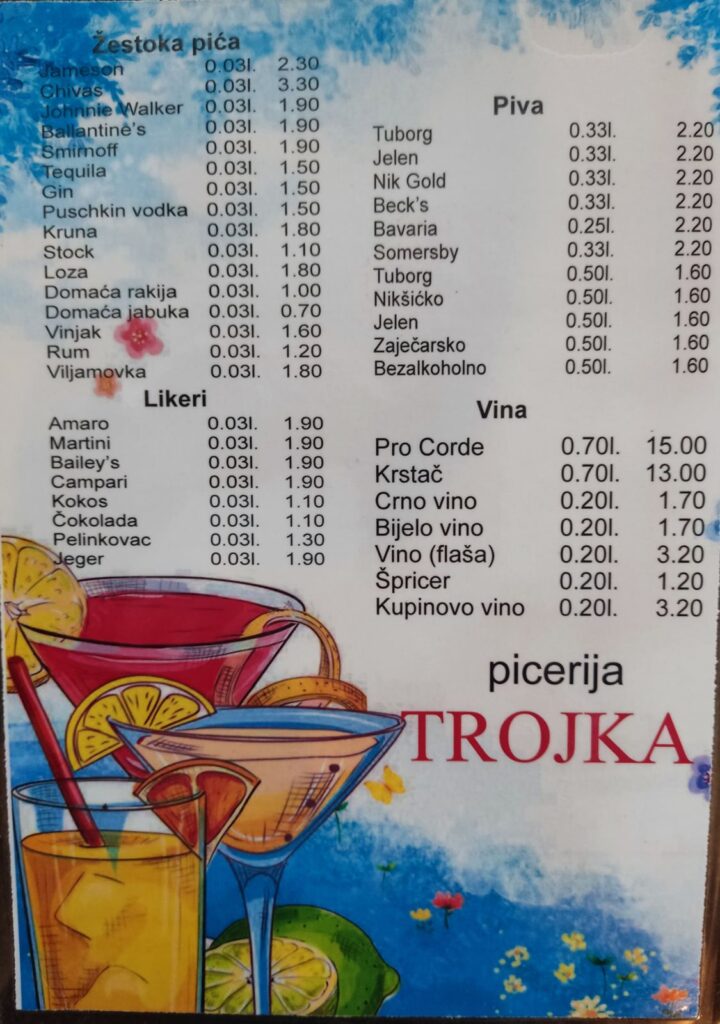 Žestoka pića
Jameson 0.03l. 2.30
Chivas 0.03l. 3.30
Johnnie Walker 0.03l. 1.90
Ballantine's 0.03l. 1.90
Smirnoff 0.03l. 1.90
Tequila 0.03l. 1.50
Gin 0.03l. 1.50
Puschkin vodka 0.03l. 1.50
Kruna 0.03l. 1.80
Stock 0.03l. 1.10
Loza 0.03l. 1.80
Domaća rakija 0.03l. 1.00
Domaća jabuka 0.03l. 0.70
Vinjak 0.03l. 1.60
Rum 0.03l. 1.20
Viljamovka 0.03l. 1.80
Likeri
Amaro 0.03l. 1.90
Martini 0.03l. 1.90
Bailey's 0.03l. 1.90
Campari 0.03l. 1.90
Kokos 0.03l. 1.10
Čokolada 0.03l. 1.10
Pelinkovac 0.03l. 1.30
Jeger 0.03l. 1.90
Piva
Tuborg 0.33l. 2.20
Jelen 0.33l. 2.20
Nik Gold 0.33l. 2.20
Beck's 0.33l. 2.20
Bavaria 0.25l. 2.20
Somersby 0.33l. 2.20
Tuborg 0.50l. 1.60
Nikšićko 0.50l. 1.60
Jelen 0.50l. 1.60
Zaječarsko 0.50l. 1.60
Bezalkoholno 0.50l. 1.60
Vina
Pro Corde 0.70l. 15.00
Krstač 0.70l. 13.00
Crno vino 0.20l. 1.70
Bijelo vino 0.20l. 1.70
Vino (flaša) 0.20l. 3.20
Špricer 0.20l. 1.20
Kupinovo vino 0.20l. 3.20
picerija
TROJKA